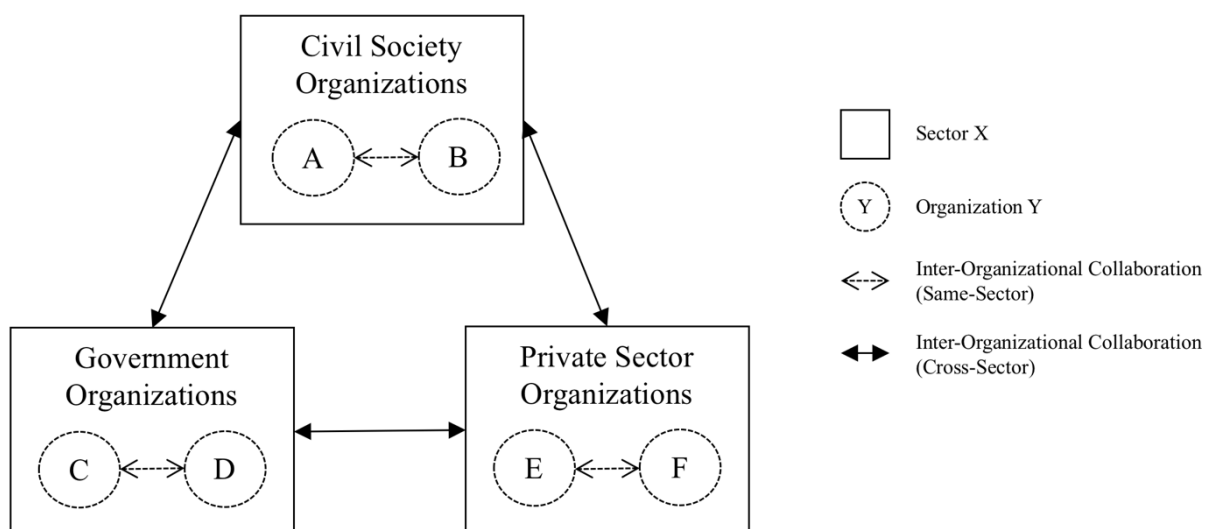 Civil Society
Organizations
A
B
Government
Organizations
C
D
Private Sector
Organizations
E
F
Sector X
Y
Organization Y
Inter-Organizational Collaboration
(Same-Sector)
Inter-Organizational Collaboration
(Cross-Sector)